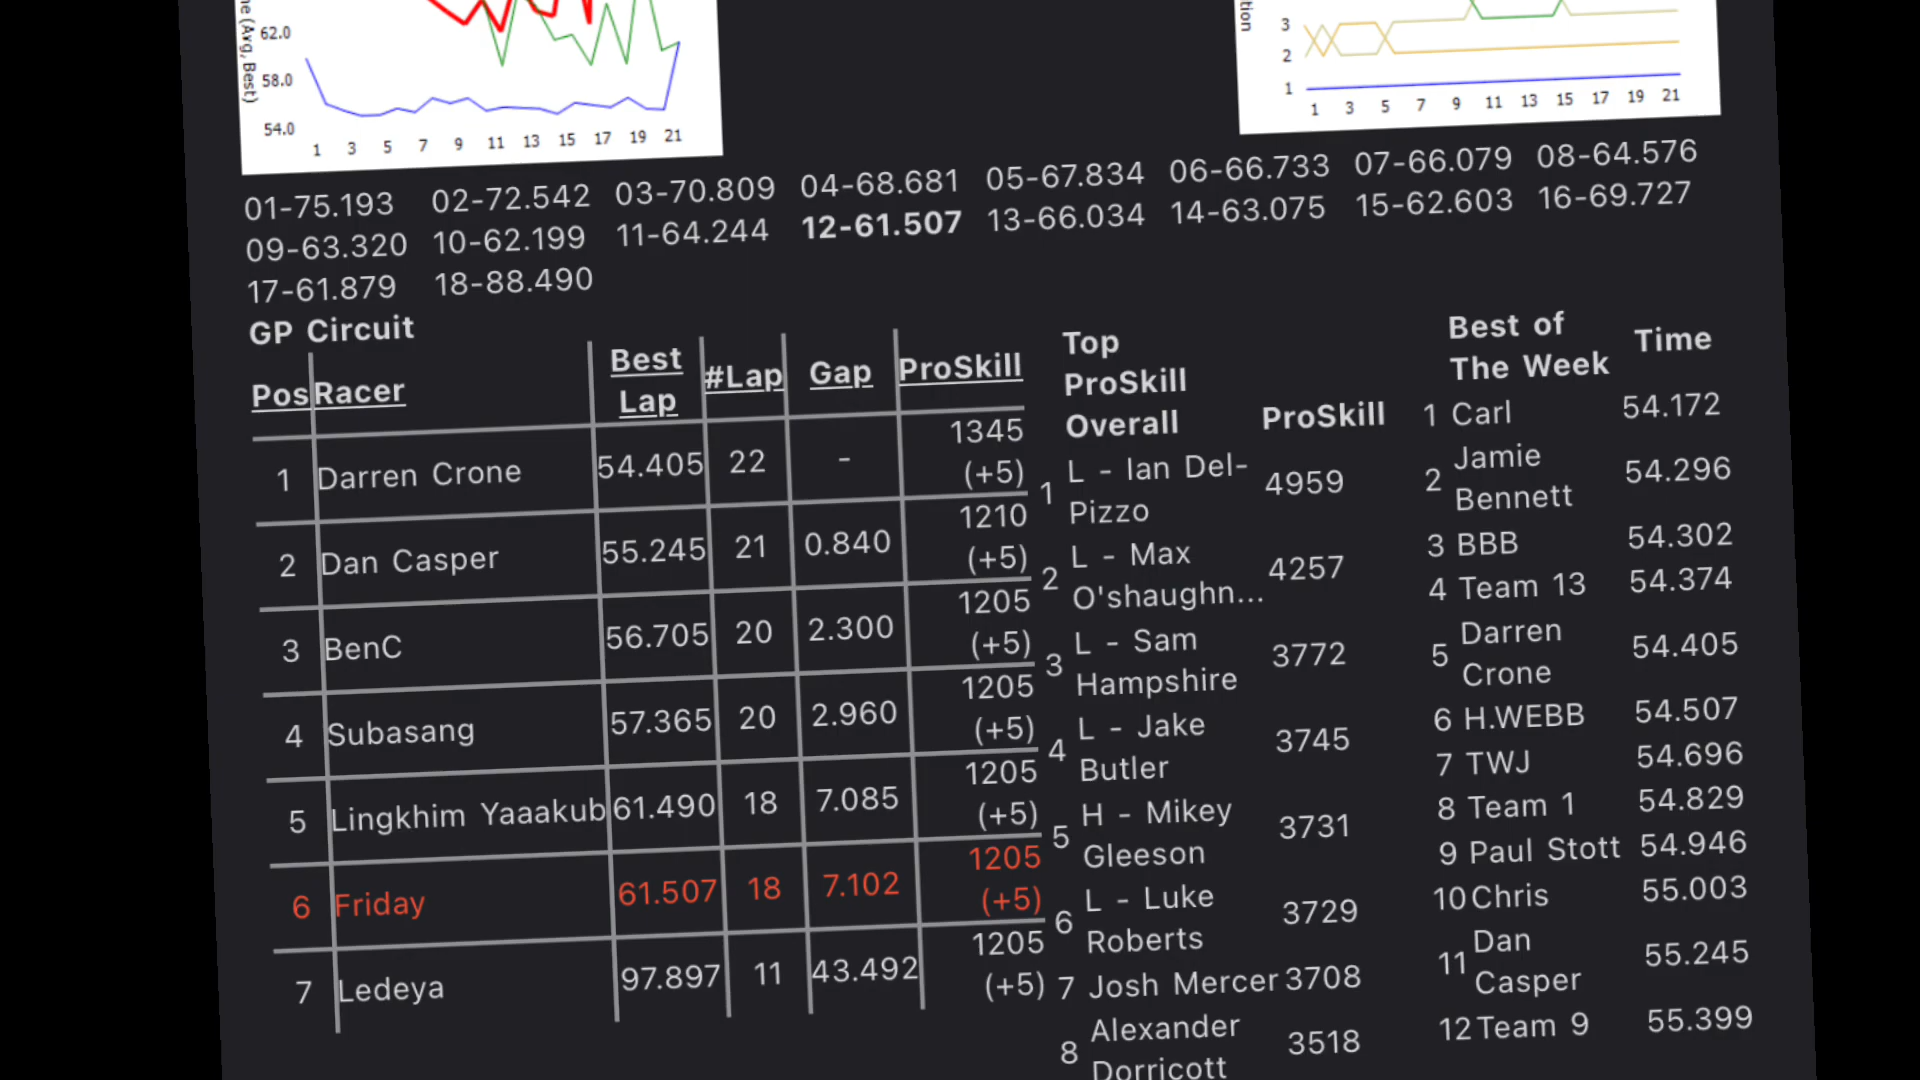 ne (Avg, Best)
62.0
58.0
54.0
1 3 5 7 9 11 13 15 17 19 21
tion
3
2
1
1 3 5 7 9 11 13 15 17 19 21
01-75.193 02-72.542 03-70.809 04-68.681 05-67.834 06-66.733 07-66.079 08-64.576
09-63.320 10-62.199 11-64.244 12-61.507 13-66.034 14-63.075 15-62.603 16-69.727
17-61.879 18-88.490
GP Circuit
Pos Racer Best Lap #Lap Gap ProSkill
1 Darren Crone 54.405 22 - 1345 (+5)
2 Dan Casper 55.245 21 0.840 1210 (+5)
3 BenC 56.705 20 2.300 1205 (+5)
4 Subasang 57.365 20 2.960 1205 (+5)
5 Lingkhim Yaaakub 61.490 18 7.085 1205 (+5)
6 Friday 61.507 18 7.102 1205 (+5)
7 Ledeya 97.897 11 43.492 1205 (+5)
Top ProSkill Overall ProSkill
1 L - Ian Del-Pizzo 4959
2 L - Max O'shaughn... 4257
3 L - Sam Hampshire 3772
4 L - Jake Butler 3745
5 H - Mikey Gleeson 3731
6 L - Luke Roberts 3729
7 Josh Mercer 3708
8 Alexander Dorricott 3518
Best of The Week Time
1 Carl 54.172
2 Jamie Bennett 54.296
3 BBB 54.302
4 Team 13 54.374
5 Darren Crone 54.405
6 H.WEBB 54.507
7 TWJ 54.696
8 Team 1 54.829
9 Paul Stott 54.946
10 Chris 55.003
11 Dan Casper 55.245
12 Team 9 55.399